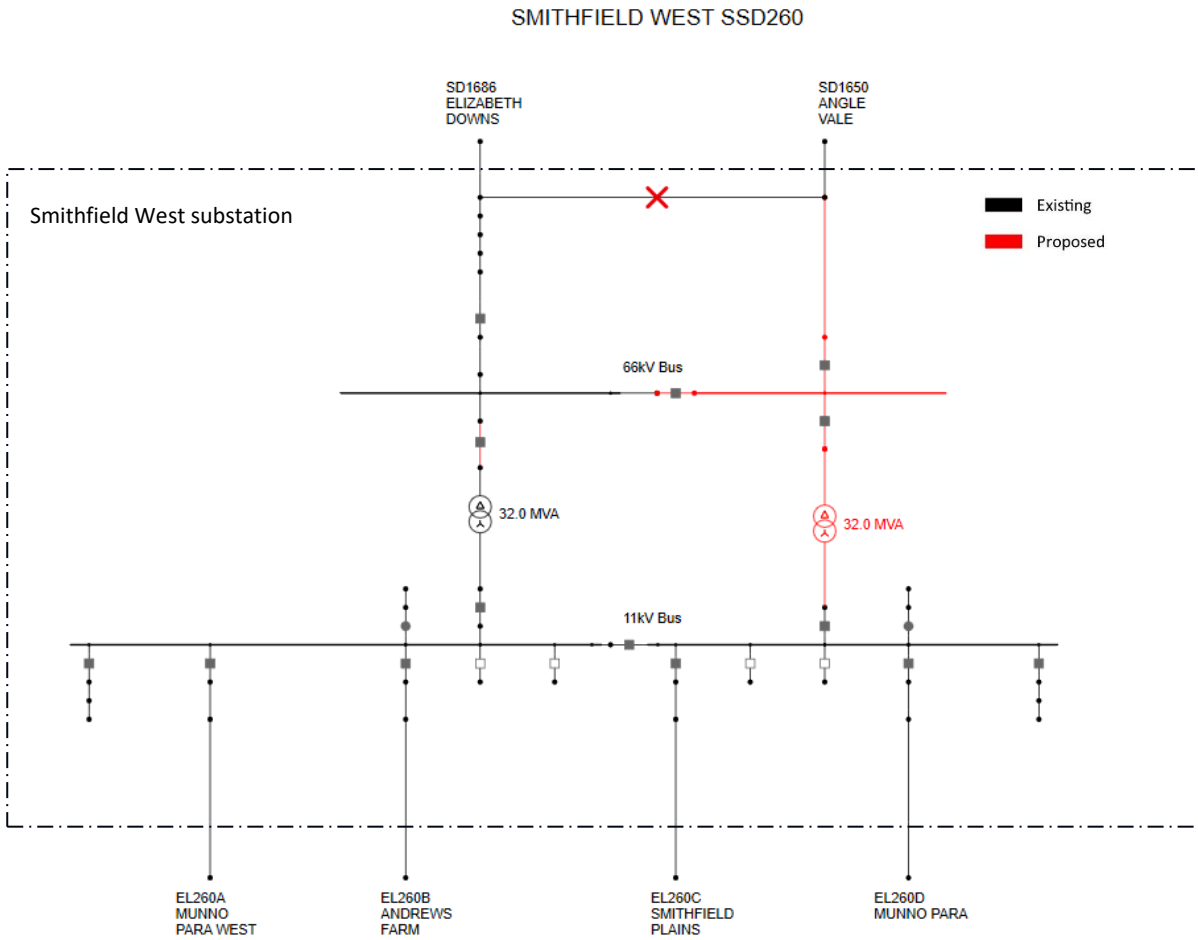 SMITHFIELD WEST SSD260
SD1686
ELIZABETH
DOWNS
SD1650
ANGLE
VALE
Smithfield West substation
Existing
Proposed
66kV Bus
32.0 MVA
32.0 MVA
11kV Bus
EL260A
MUNNO
PARA WEST
EL260B
ANDREWS
FARM
EL260C
SMITHFIELD
PLAINS
EL260D
MUNNO PARA